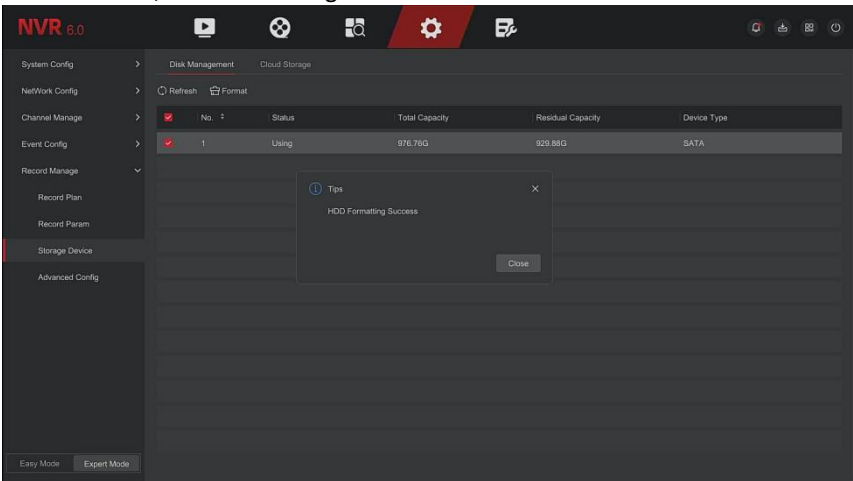 NVR 6.0
System Config
Disk Management Cloud Storage
NetWork Config
Refresh Format
Channel Manage
No. Status Total Capacity Residual Capacity Device Type
Event Config
1 Using 976.76G 929.88G SATA
Record Manage
Tips
Record Plan
HDD Formatting Success
Record Param
Storage Device
Close
Advanced Config
Easy Mode Expert Mode